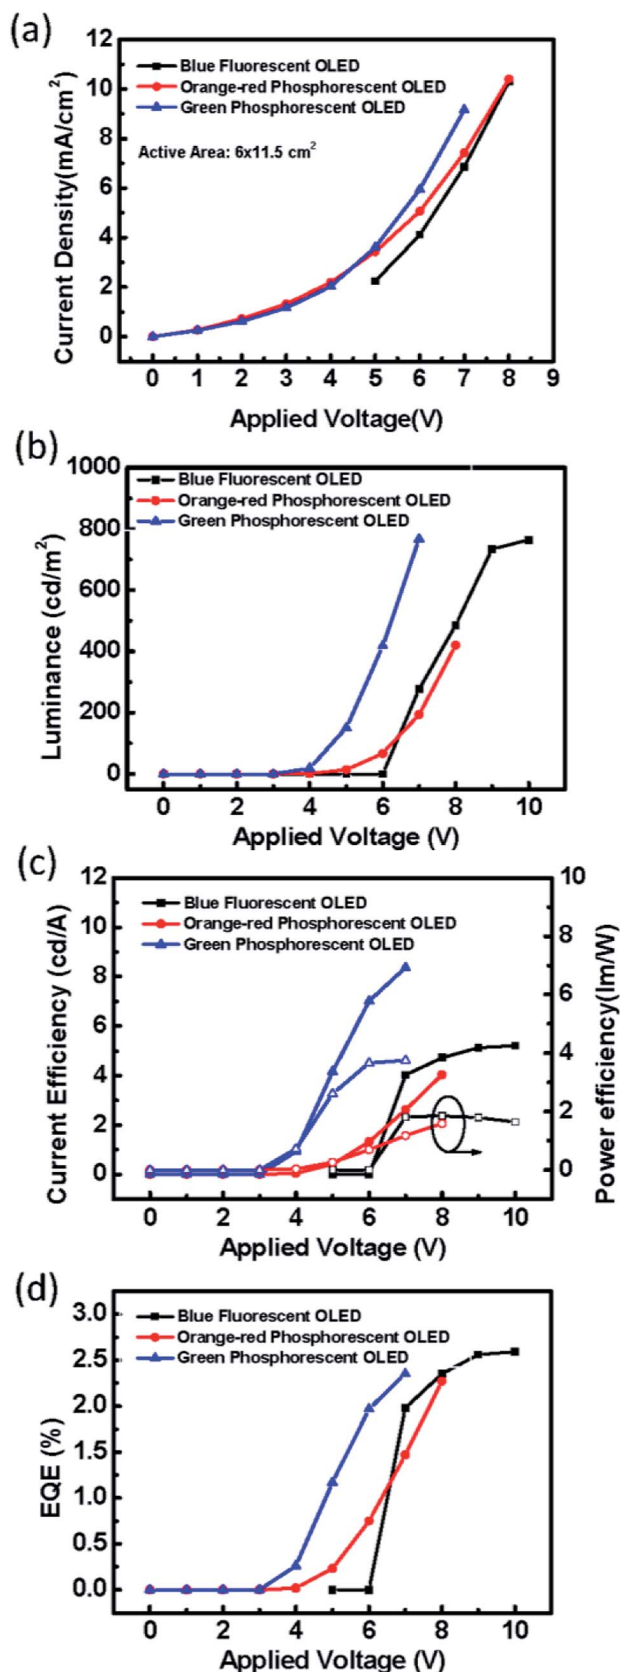 (a)
12
10
8
6
4
2
0
Current Density(mA/cm²)
Blue Fluorescent OLED
Orange-red Phosphorescent OLED
Green Phosphorescent OLED
Active Area: 6x11.5 cm²
0 1 2 3 4 5 6 7 8 9
Applied Voltage(V)
(b)
1000
800
600
400
200
0
Luminance (cd/m²)
Blue Fluorescent OLED
Orange-red Phosphorescent OLED
Green Phosphorescent OLED
0 2 4 6 8 10
Applied Voltage (V)
(c)
12
10
8
6
4
2
0
Current Efficiency (cd/A)
Blue Fluorescent OLED
Orange-red Phosphorescent OLED
Green Phosphorescent OLED
10
8
6
4
2
0
Power efficiency(lm/W)
0 2 4 6 8 10
Applied Voltage (V)
(d)
3.0
2.5
2.0
1.5
1.0
0.5
0.0
EQE (%)
Blue Fluorescent OLED
Orange-red Phosphorescent OLED
Green Phosphorescent OLED
0 2 4 6 8 10
Applied Voltage (V)